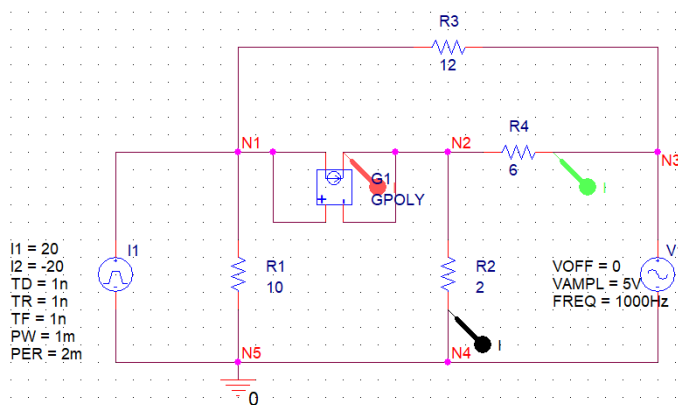 R3
12
N1
N2
R4
6
N3
G1
GPOLY
+ -
I1
I1 = 20
I2 = -20
TD = 1n
TR = 1n
TF = 1n
PW = 1m
PER = 2m
R1
10
R2
2
V
VOFF = 0
VAMPL = 5V
FREQ = 1000Hz
I
I
N5
N4
0